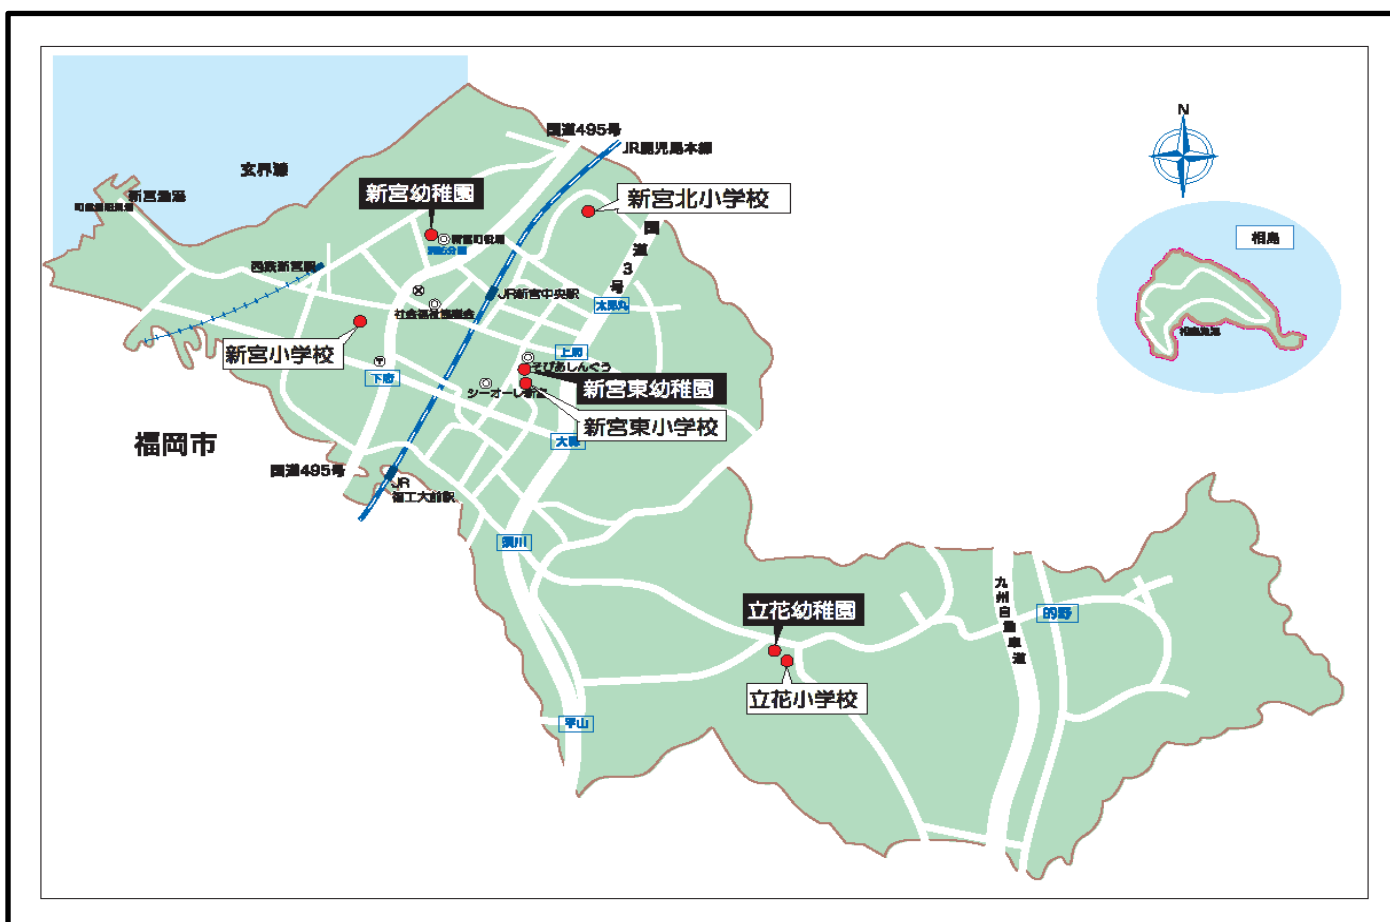 N
国道495号
JR鹿児島本線
玄界灘
新宮幼稚園
新宮北小学校
新宮漁港
新宮町役場
国道3号
相島
西鉄新宮駅
JR新宮中央駅
太郎丸
社会福祉協議会
相島漁港
新宮小学校
上府
そぴあしんぐう
下府
新宮東幼稚園
シーオーレ新宮
新宮東小学校
福岡市
国道495号
JR
福工大前駅
九州自動車道
立花幼稚園
的野
立花小学校
平山